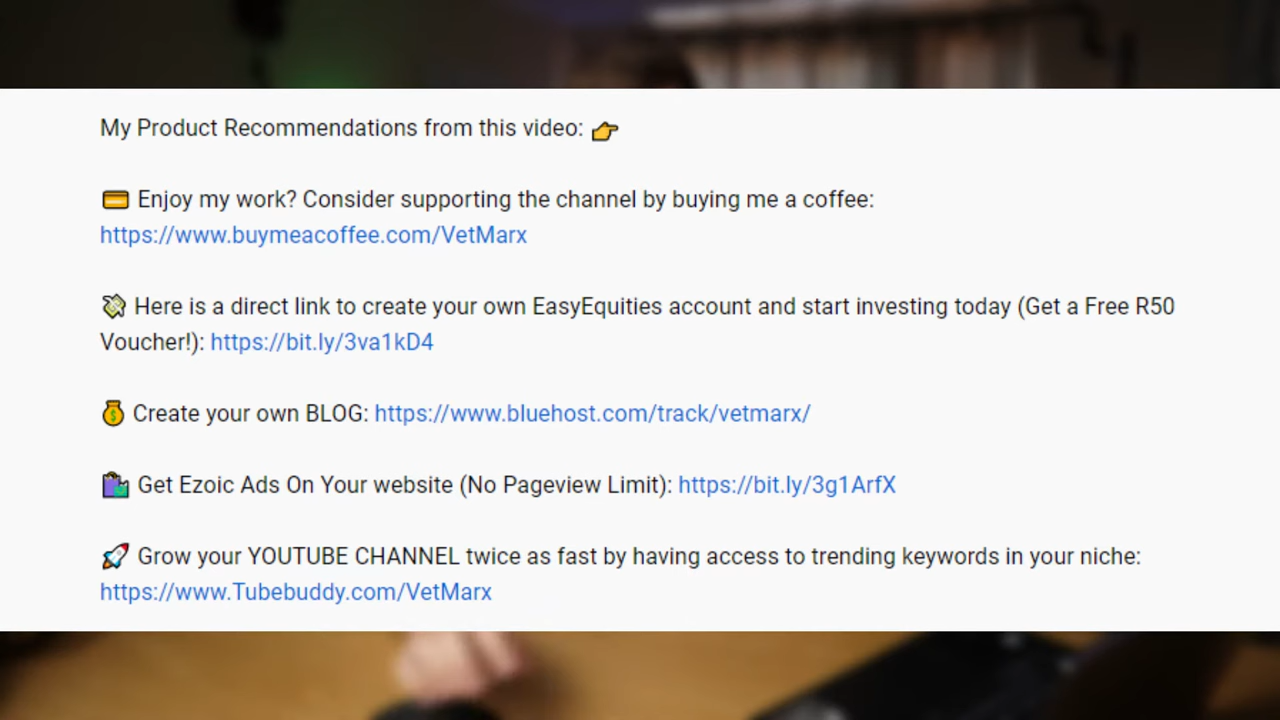 My Product Recommendations from this video: 👉
💳 Enjoy my work? Consider supporting the channel by buying me a coffee:
https://www.buymeacoffee.com/VetMarx
💸 Here is a direct link to create your own EasyEquities account and start investing today (Get a Free R50
Voucher!): https://bit.ly/3va1kD4
💰 Create your own BLOG: https://www.bluehost.com/track/vetmarx/
🛍️ Get Ezoic Ads On Your website (No Pageview Limit): https://bit.ly/3g1ArfX
🚀 Grow your YOUTUBE CHANNEL twice as fast by having access to trending keywords in your niche:
https://www.Tubebuddy.com/VetMarx